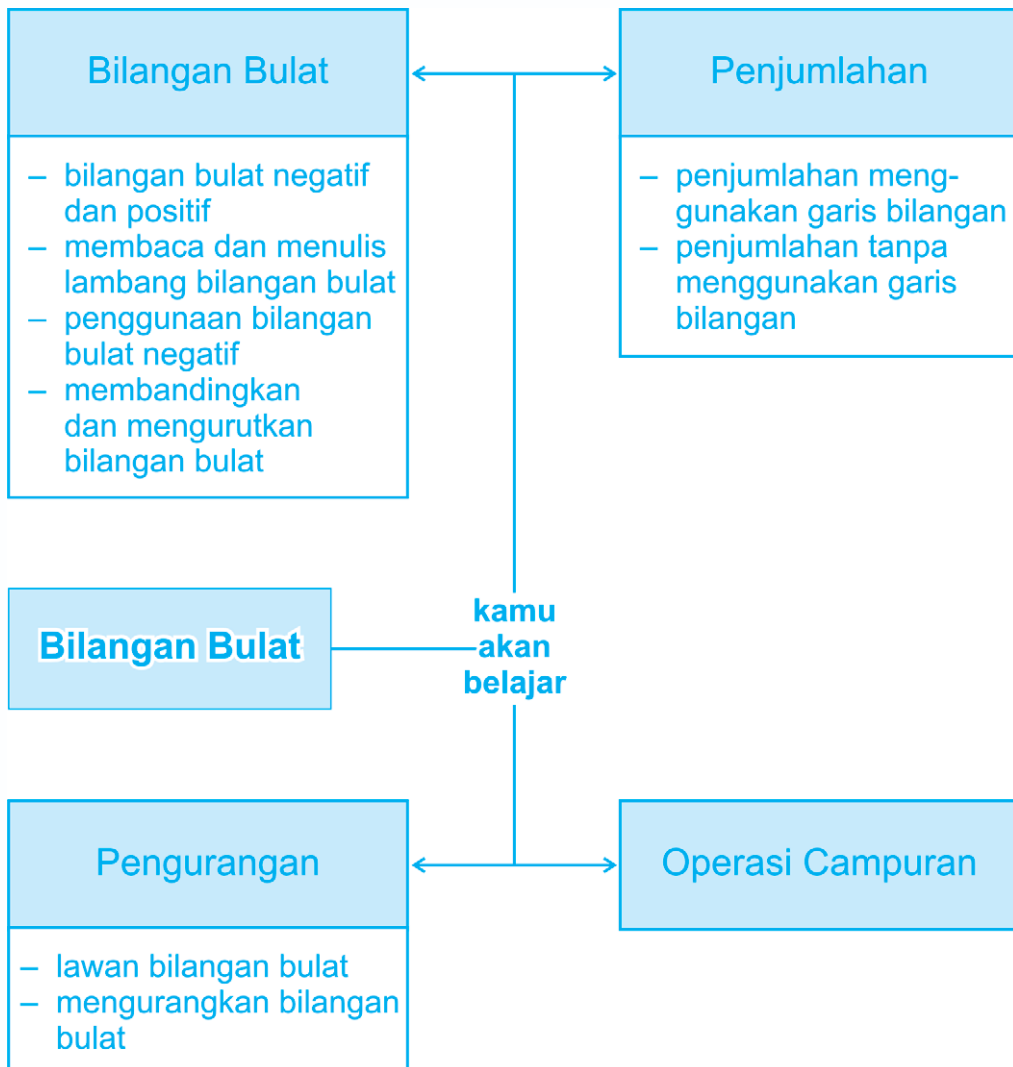 Bilangan Bulat
– bilangan bulat negatif
dan positif
– membaca dan menulis
lambang bilangan bulat
– penggunaan bilangan
bulat negatif
– membandingkan
dan mengurutkan
bilangan bulat
Penjumlahan
– penjumlahan meng-
gunakan garis bilangan
– penjumlahan tanpa
menggunakan garis
bilangan
Bilangan Bulat
kamu
akan
belajar
Pengurangan
– lawan bilangan bulat
– mengurangkan bilangan
bulat
Operasi Campuran